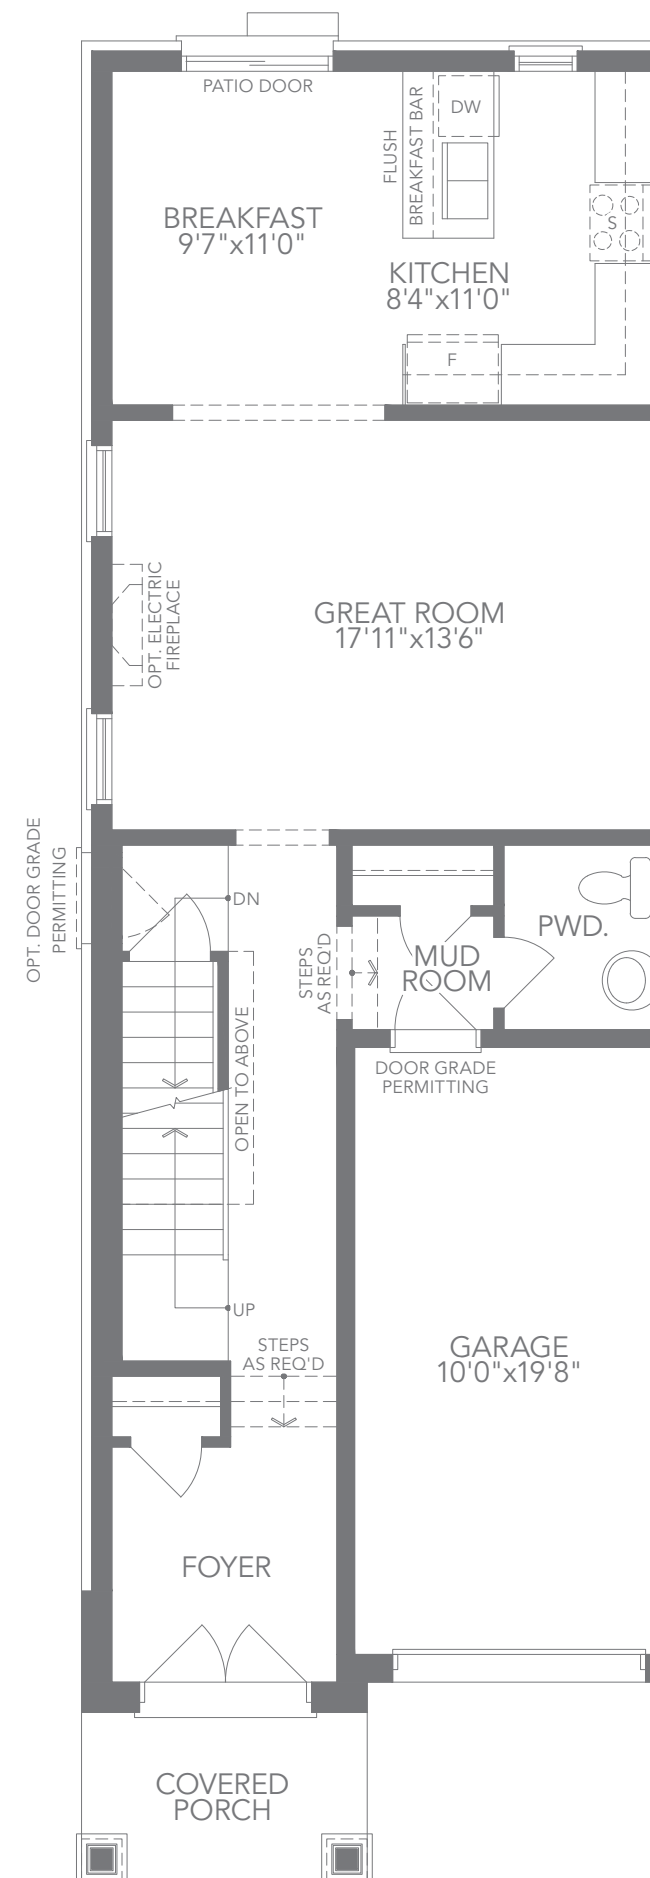 PATIO DOOR
FLUSH
BREAKFAST BAR
DW
BREAKFAST
9'7"x11'0"
S
KITCHEN
8'4"x11'0"
F
OPT. ELECTRIC
FIREPLACE
GREAT ROOM
17'11"x13'6"
OPT. DOOR GRADE
PERMITTING
DN
STEPS
AS REQ'D
MUD
ROOM
PWD.
OPEN TO ABOVE
DOOR GRADE
PERMITTING
UP
STEPS
AS REQ'D
GARAGE
10'0"x19'8"
FOYER
COVERED
PORCH